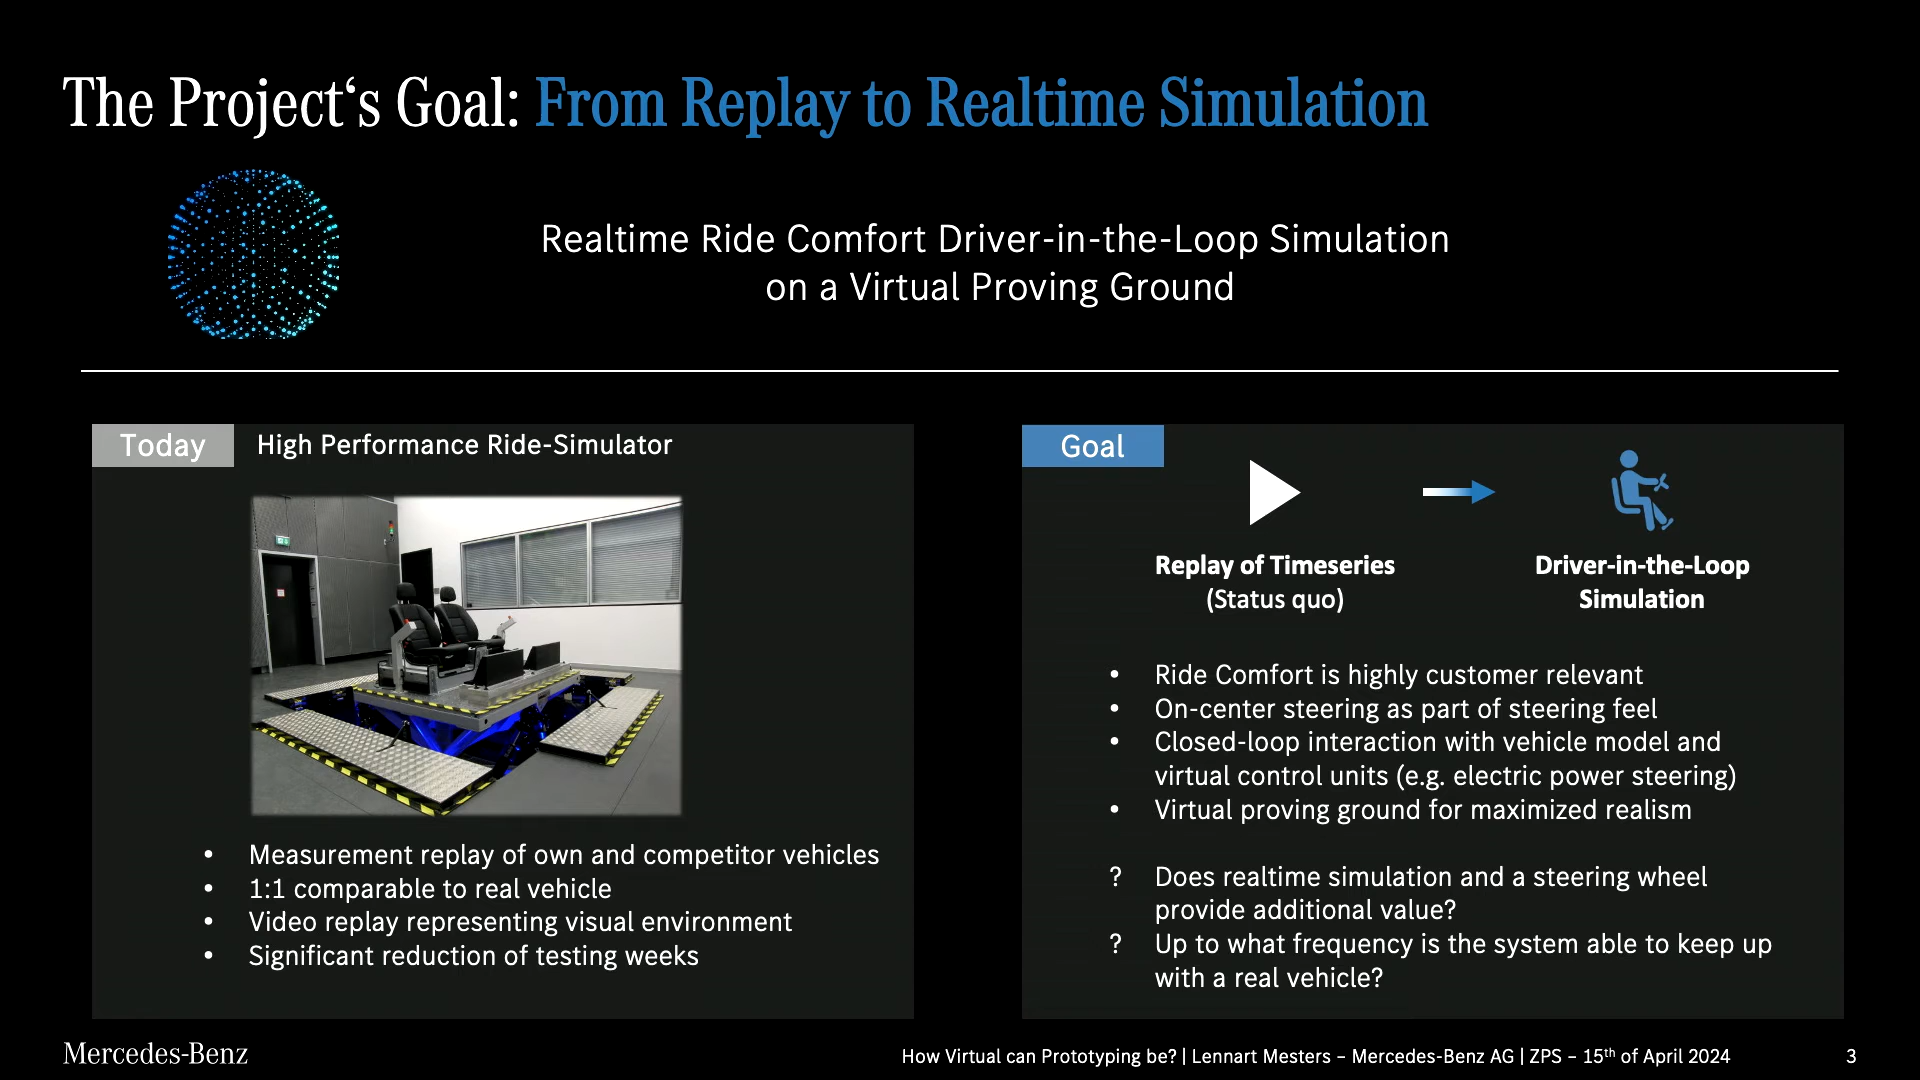 The Project‘s Goal: From Replay to Realtime Simulation
Realtime Ride Comfort Driver-in-the-Loop Simulation
on a Virtual Proving Ground
Today
High Performance Ride-Simulator
• Measurement replay of own and competitor vehicles
• 1:1 comparable to real vehicle
• Video replay representing visual environment
• Significant reduction of testing weeks
Goal
Replay of Timeseries
(Status quo)
Driver-in-the-Loop
Simulation
• Ride Comfort is highly customer relevant
• On-center steering as part of steering feel
• Closed-loop interaction with vehicle model and
virtual control units (e.g. electric power steering)
• Virtual proving ground for maximized realism
? Does realtime simulation and a steering wheel
provide additional value?
? Up to what frequency is the system able to keep up
with a real vehicle?
Mercedes-Benz
How Virtual can Prototyping be? | Lennart Mesters – Mercedes-Benz AG | ZPS – 15th of April 2024
3